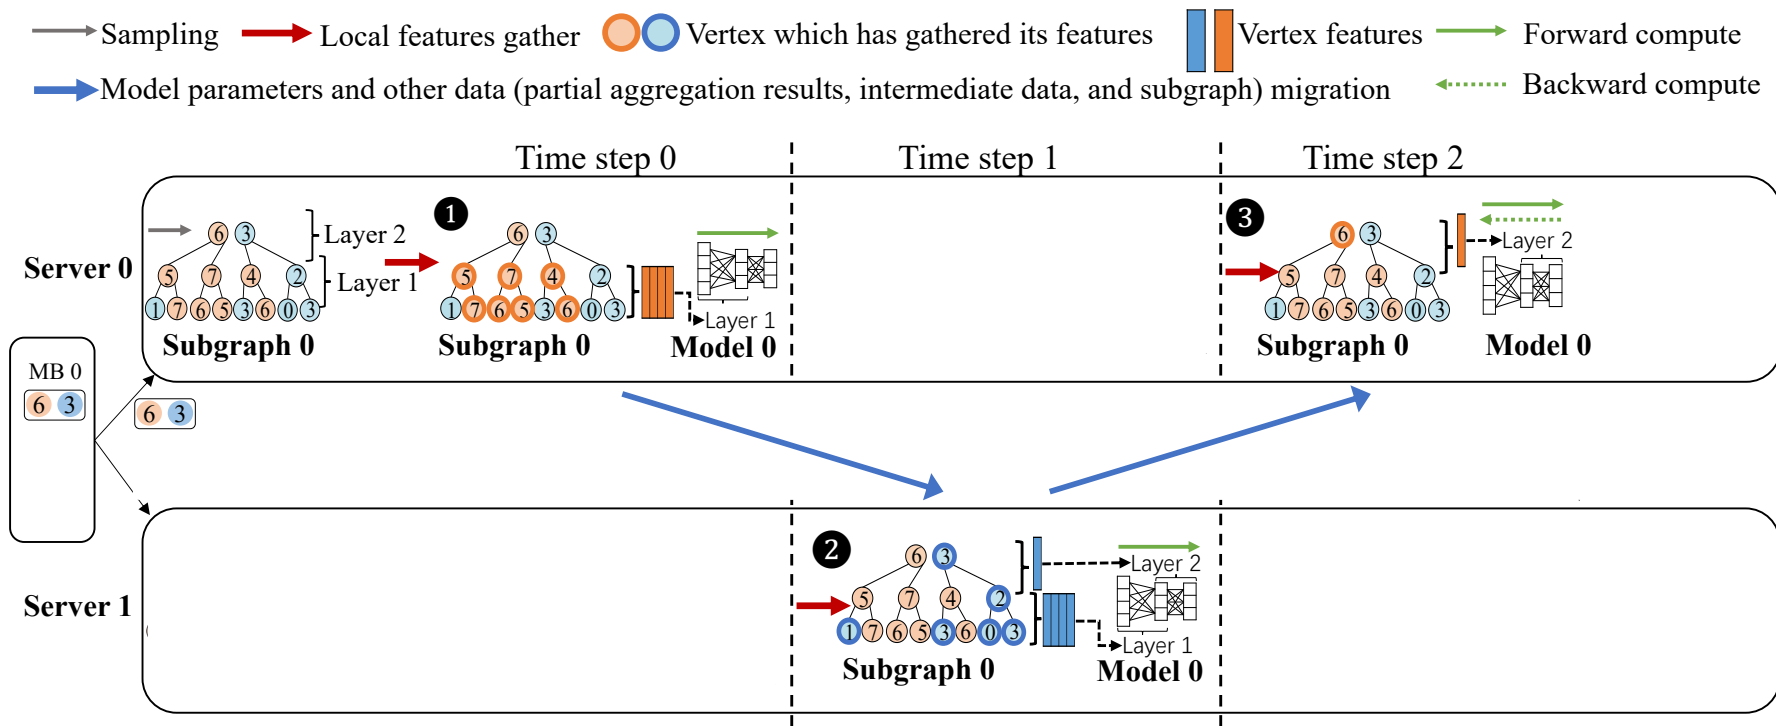 Sampling Local features gather Vertex which has gathered its features Vertex features Forward compute
Model parameters and other data (partial aggregation results, intermediate data, and subgraph) migration Backward compute
Time step 0 Time step 1 Time step 2
Server 0
6 3
Layer 2
5 7 4 2
Layer 1
1 7 6 5 3 6 0 3
Subgraph 0
1
6 3
5 7 4 2
1 7 6 5 3 6 0 3
Layer 1
Subgraph 0
Model 0
3
6 3
Layer 2
5 7 4 2
1 7 6 5 3 6 0 3
Subgraph 0
Model 0
MB 0
6 3
6 3
Server 1
2
6 3
Layer 2
5 7 4 2
1 7 6 5 3 6 0 3
Layer 1
Subgraph 0
Model 0